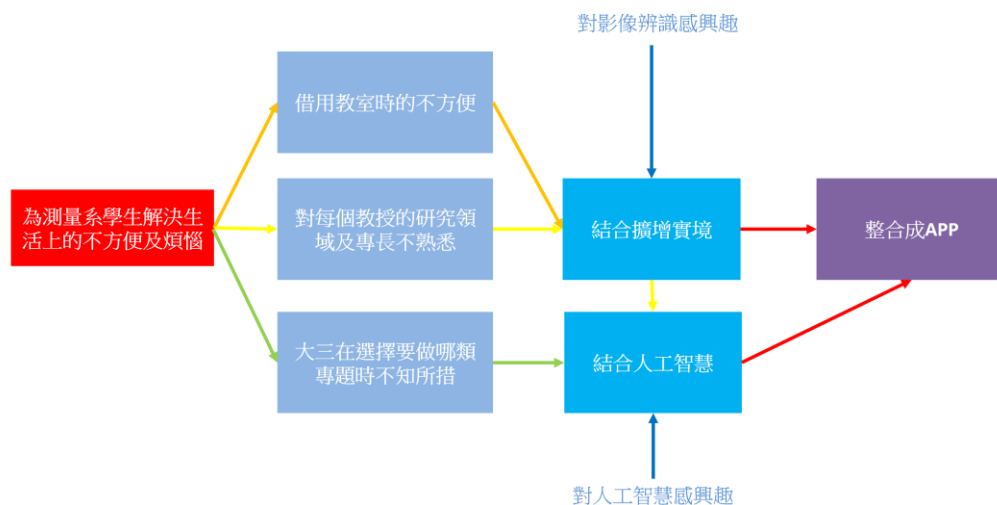 對影像辨識感興趣
借用教室時的不方便
為測量系學生解決生
活上的不方便及煩惱
對每個教授的研究領
域及專長不熟悉
結合擴增實境
整合成APP
大三在選擇要做哪類
專題時不知所措
結合人工智慧
對人工智慧感興趣